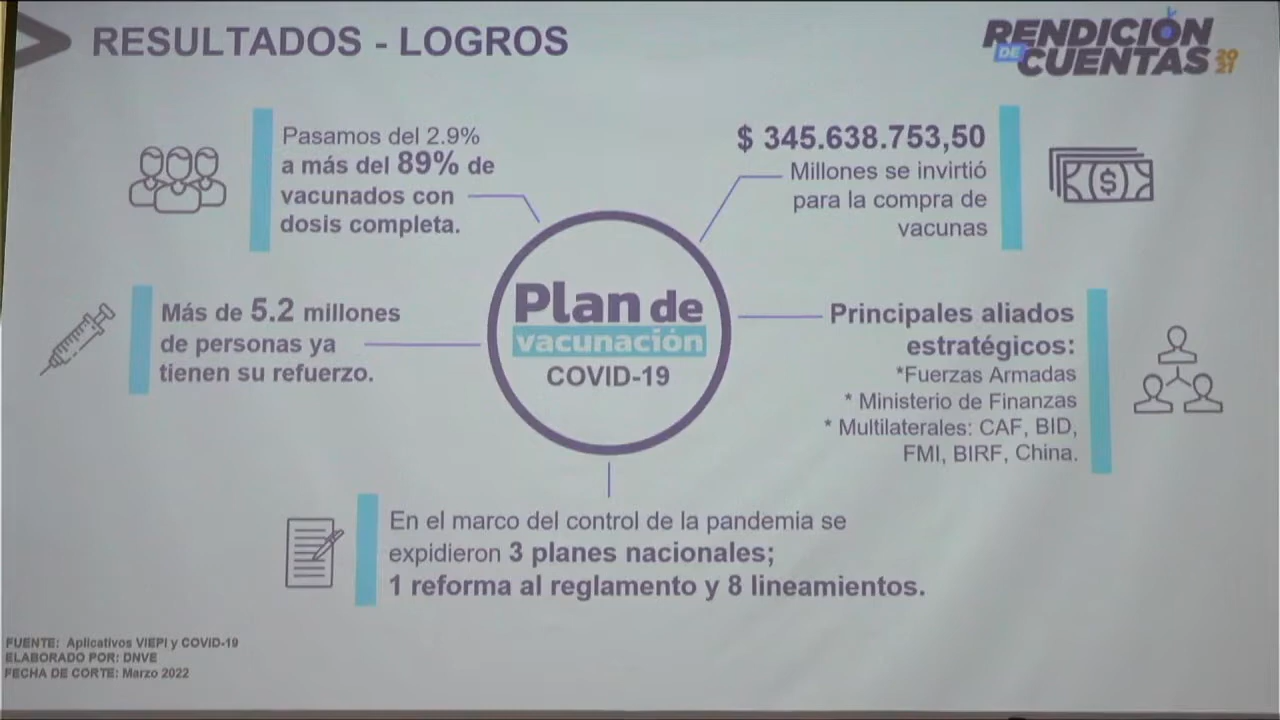 RESULTADOS - LOGROS
RENDICIÓN
DE CUENTAS 2021
Pasamos del 2.9%
a más del 89% de
vacunados con
dosis completa.
$ 345.638.753,50
Millones se invirtió
para la compra de
vacunas
Más de 5.2 millones
de personas ya
tienen su refuerzo.
Plan de
vacunación
COVID-19
Principales aliados
estratégicos:
*Fuerzas Armadas
* Ministerio de Finanzas
* Multilaterales: CAF, BID,
FMI, BIRF, China.
En el marco del control de la pandemia se
expidieron 3 planes nacionales;
1 reforma al reglamento y 8 lineamientos.
FUENTE: Aplicativos VIEPI y COVID-19
ELABORADO POR: DNVE
FECHA DE CORTE: Marzo 2022